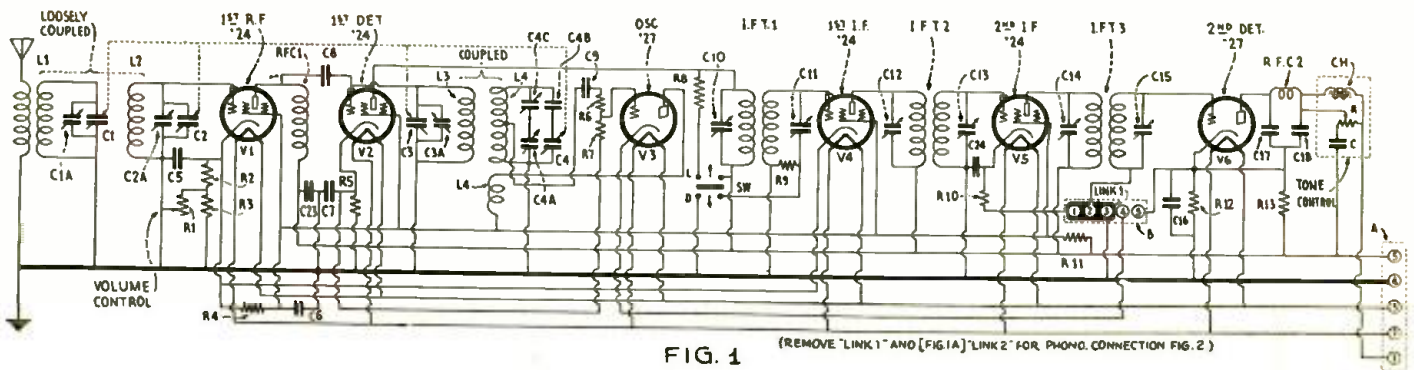 LOOSELY COUPLED
1ST R.F. '24
1ST DET '24
RFC1
C8
COUPLED
C4C
C4B
C9
OSC '27
I.F.T.1
1ST I.F. '24
I F T 2
2ND I F '24
I F T 3
2ND DET. '27
R.F.C 2
CH
L1
L2
L3
L4
R8
C10
C11
C12
C13
C14
C15
C1
C2
C1A
C2A
C5
V1
V2
C3
C3A
C4
C4A
R6
R7
V3
V4
V5
V6
C17
C18
R
C
TONE CONTROL
R2
R3
R1
C23
C7
R5
L4
L
D
SW
R9
C24
R10
LINK 1
1 2 3 4 5
B
C16
R12
R13
A
R11
VOLUME CONTROL
R4
C6
5
4
3
2
1
FIG. 1
(REMOVE "LINK 1" AND [FIG.1A] "LINK 2" FOR PHONO. CONNECTION FIG. 2)